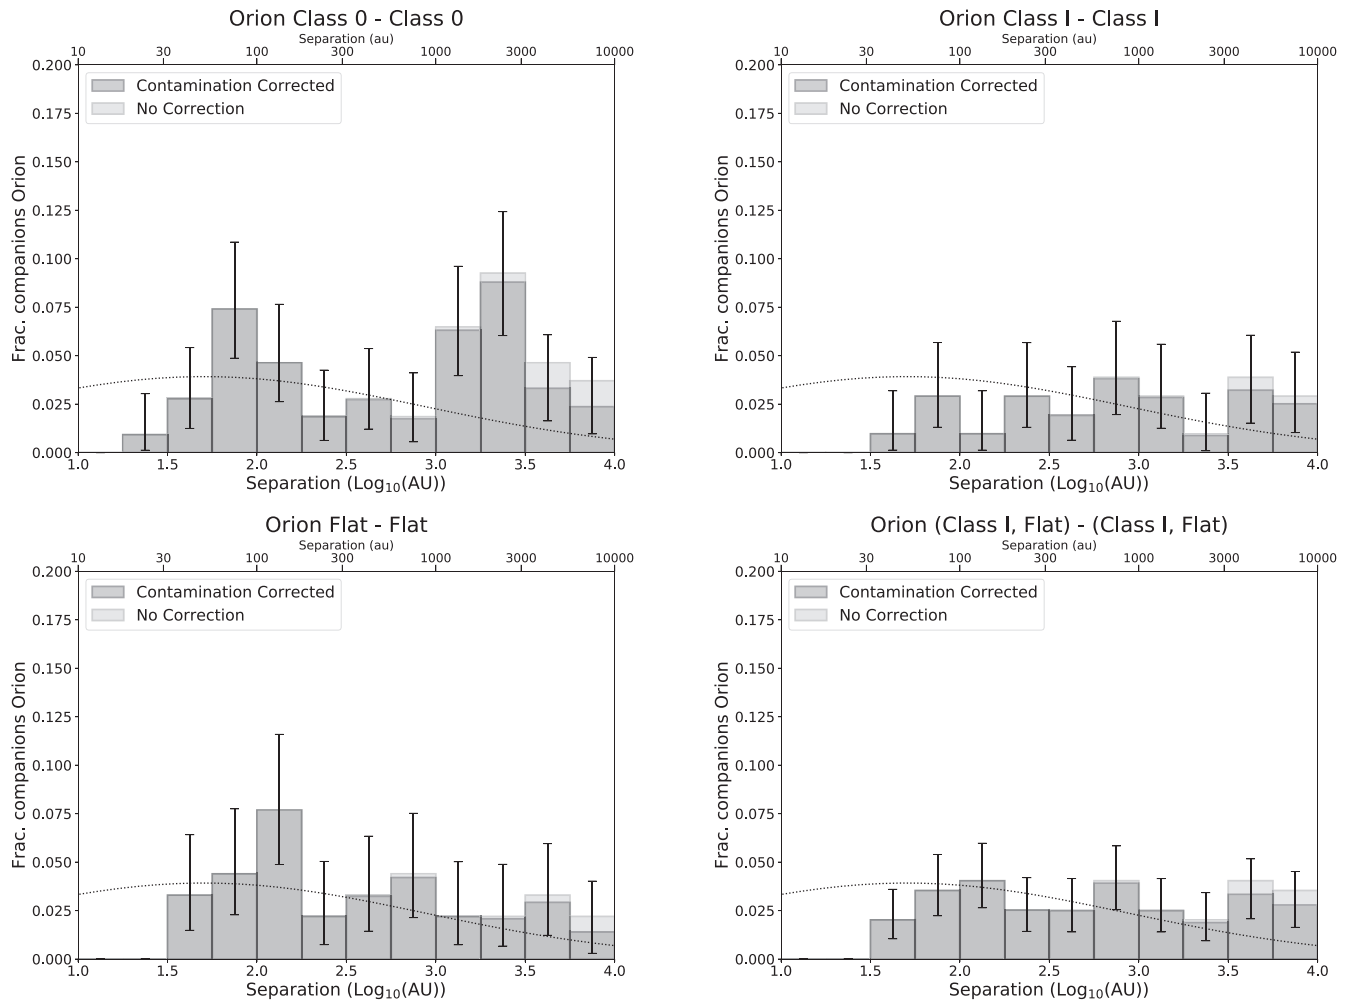 Orion Class 0 - Class 0
Separation (au)
10 30 100 300 1000 3000 10000
0.200
0.175
0.150
0.125
0.100
0.075
0.050
0.025
0.000
Frac. companions Orion
Contamination Corrected
No Correction
1.0 1.5 2.0 2.5 3.0 3.5 4.0
Separation (Log10(AU))
Orion Class I - Class I
Separation (au)
10 30 100 300 1000 3000 10000
0.200
0.175
0.150
0.125
0.100
0.075
0.050
0.025
0.000
Frac. companions Orion
Contamination Corrected
No Correction
1.0 1.5 2.0 2.5 3.0 3.5 4.0
Separation (Log10(AU))
Orion Flat - Flat
Separation (au)
10 30 100 300 1000 3000 10000
0.200
0.175
0.150
0.125
0.100
0.075
0.050
0.025
0.000
Frac. companions Orion
Contamination Corrected
No Correction
1.0 1.5 2.0 2.5 3.0 3.5 4.0
Separation (Log10(AU))
Orion (Class I, Flat) - (Class I, Flat)
Separation (au)
10 30 100 300 1000 3000 10000
0.200
0.175
0.150
0.125
0.100
0.075
0.050
0.025
0.000
Frac. companions Orion
Contamination Corrected
No Correction
1.0 1.5 2.0 2.5 3.0 3.5 4.0
Separation (Log10(AU))